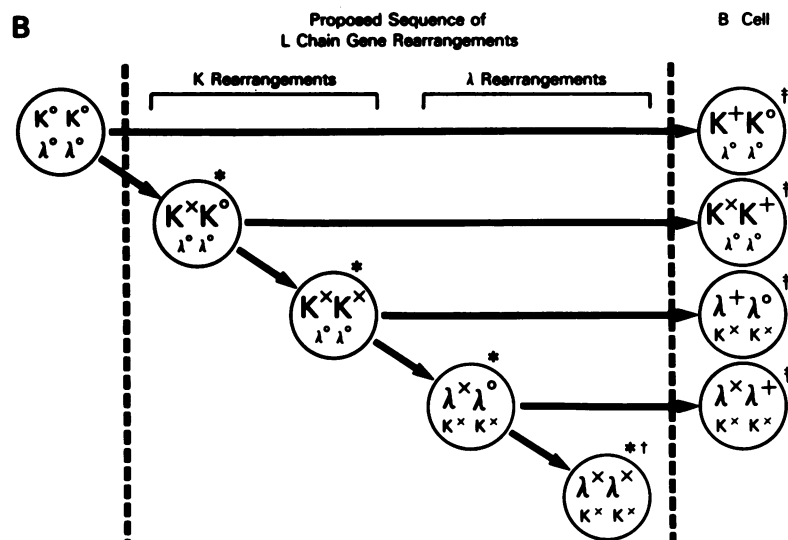 B
Proposed Sequence of
L Chain Gene Rearrangements
B Cell
K Rearrangements
λ Rearrangements
K° K°
λ° λ°
K⁺K° ‡
λ° λ°
*
KˣK°
λ° λ°
KˣK⁺ ‡
λ° λ°
*
KˣKˣ
λ° λ°
λ⁺λ° ‡
Kˣ Kˣ
*
λˣλ°
Kˣ Kˣ
λˣλ⁺ ‡
Kˣ Kˣ
* †
λˣλˣ
Kˣ Kˣ